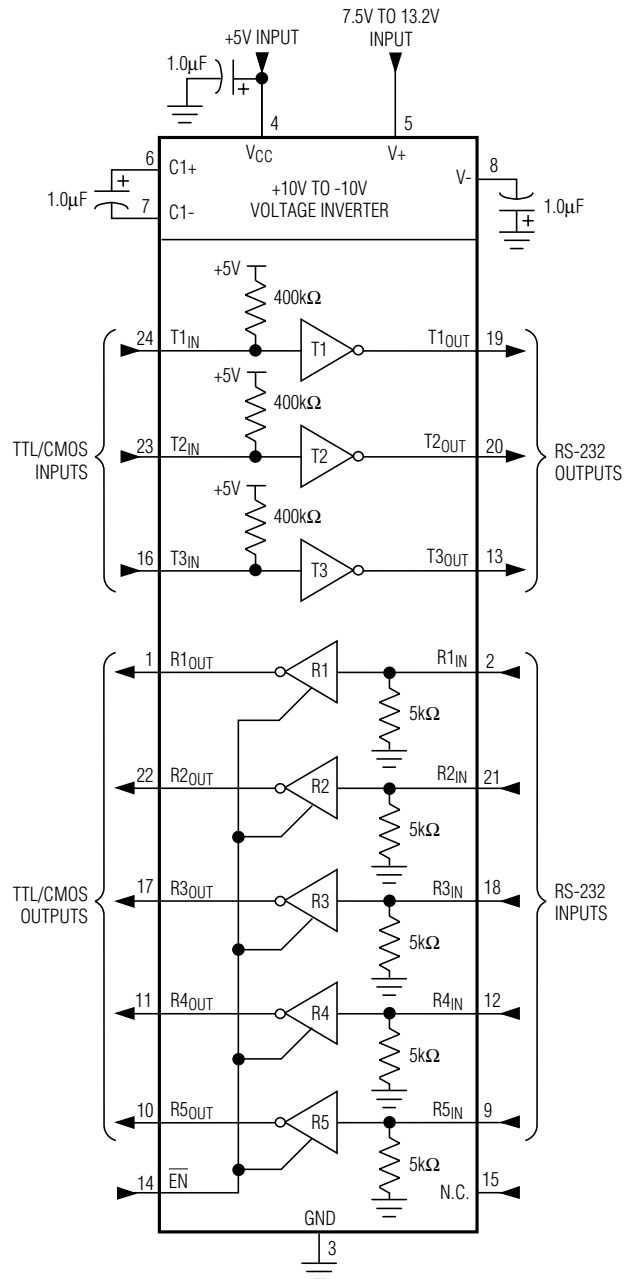 7.5V TO 13.2V
INPUT
+5V INPUT
1.0μF
+
4
5
VCC
V+
6
C1+
+
1.0μF
7
C1-
+10V TO -10V
VOLTAGE INVERTER
V-
8
1.0μF
+
+5V
400kΩ
24
T1IN
T1
T1OUT
19
+5V
400kΩ
23
T2IN
T2
T2OUT
20
TTL/CMOS
INPUTS
RS-232
OUTPUTS
+5V
400kΩ
16
T3IN
T3
T3OUT
13
1
R1OUT
R1
R1IN
2
5kΩ
22
R2OUT
R2
R2IN
21
5kΩ
17
R3OUT
R3
R3IN
18
5kΩ
TTL/CMOS
OUTPUTS
RS-232
INPUTS
11
R4OUT
R4
R4IN
12
5kΩ
10
R5OUT
R5
R5IN
9
5kΩ
14
EN
N.C.
15
GND
3